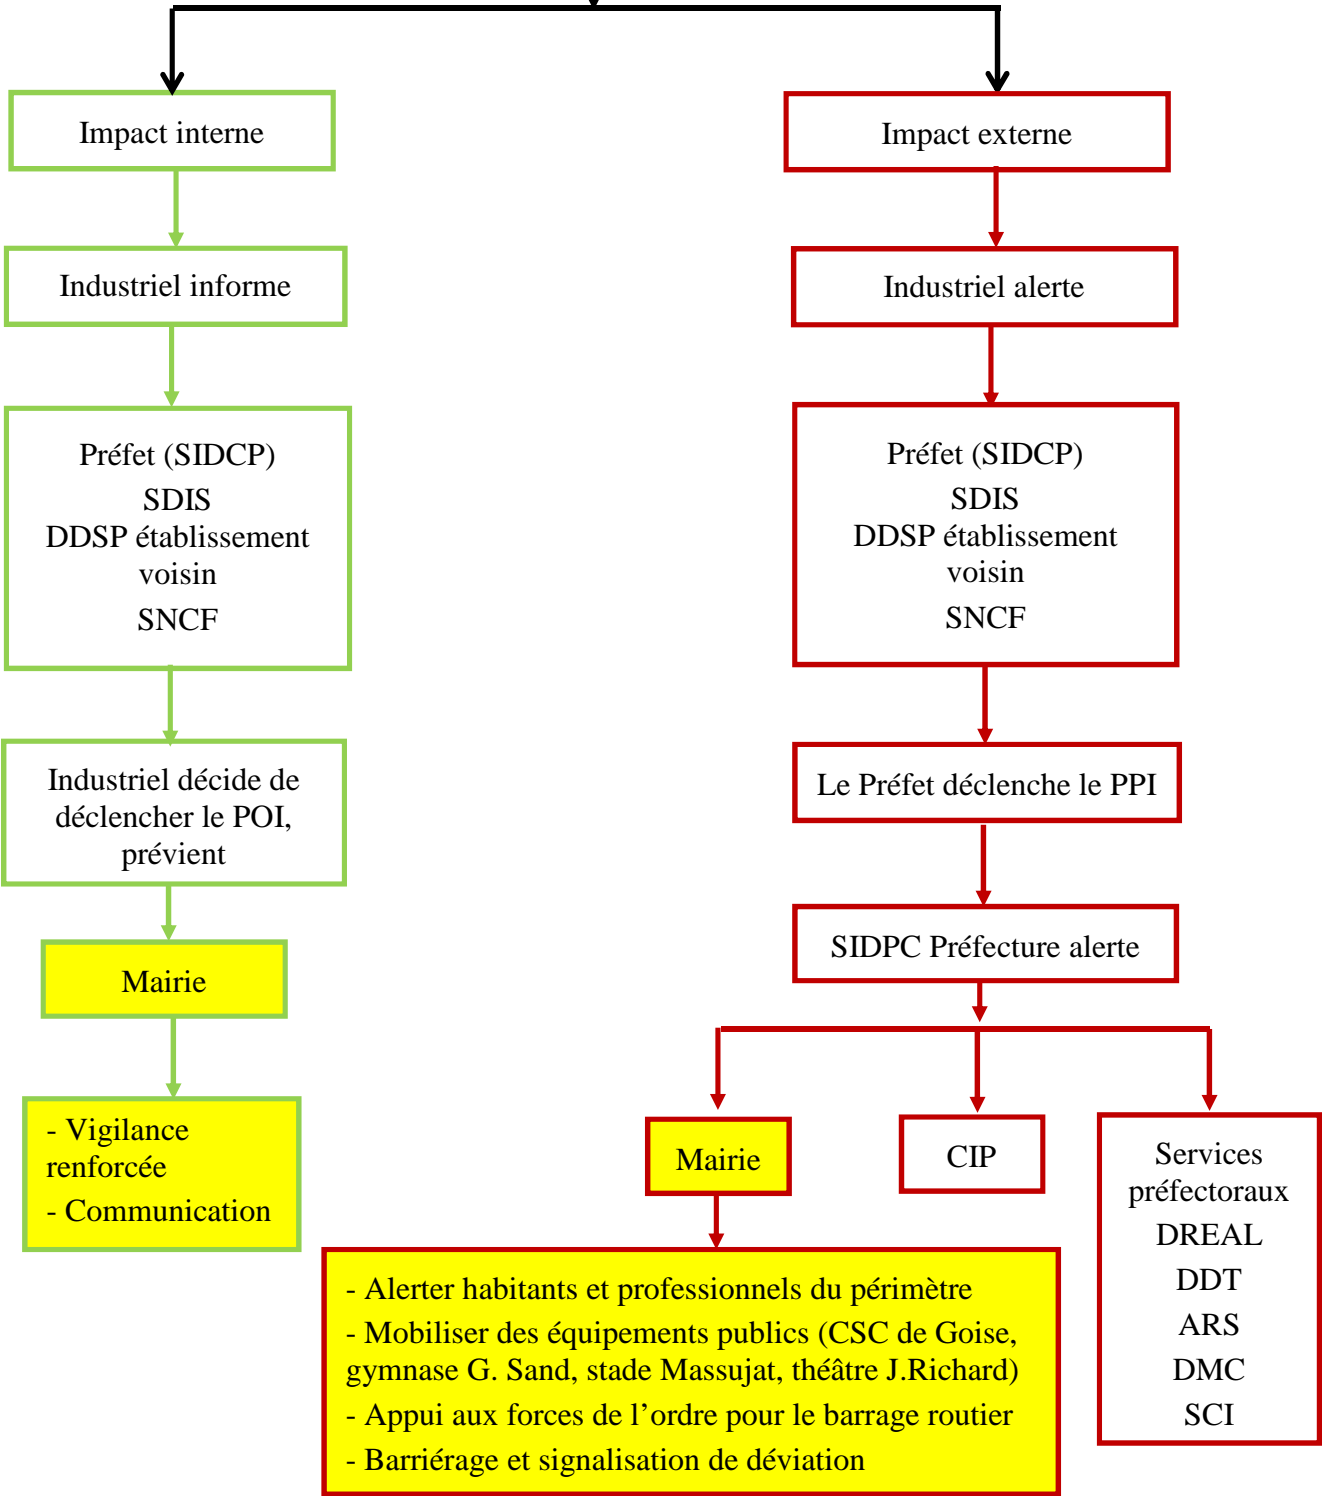 Impact interne
Impact externe
Industriel informe
Industriel alerte
Préfet (SIDCP)
SDIS
DDSP établissement
voisin
SNCF
Préfet (SIDCP)
SDIS
DDSP établissement
voisin
SNCF
Industriel décide de
déclencher le POI,
prévient
Le Préfet déclenche le PPI
SIDPC Préfecture alerte
Mairie
- Vigilance
renforcée
- Communication
Mairie
CIP
Services
préfectoraux
DREAL
DDT
ARS
DMC
SCI
- Alerter habitants et professionnels du périmètre
- Mobiliser des équipements publics (CSC de Goise,
gymnase G. Sand, stade Massujat, théâtre J.Richard)
- Appui aux forces de l’ordre pour le barrage routier
- Barriérage et signalisation de déviation